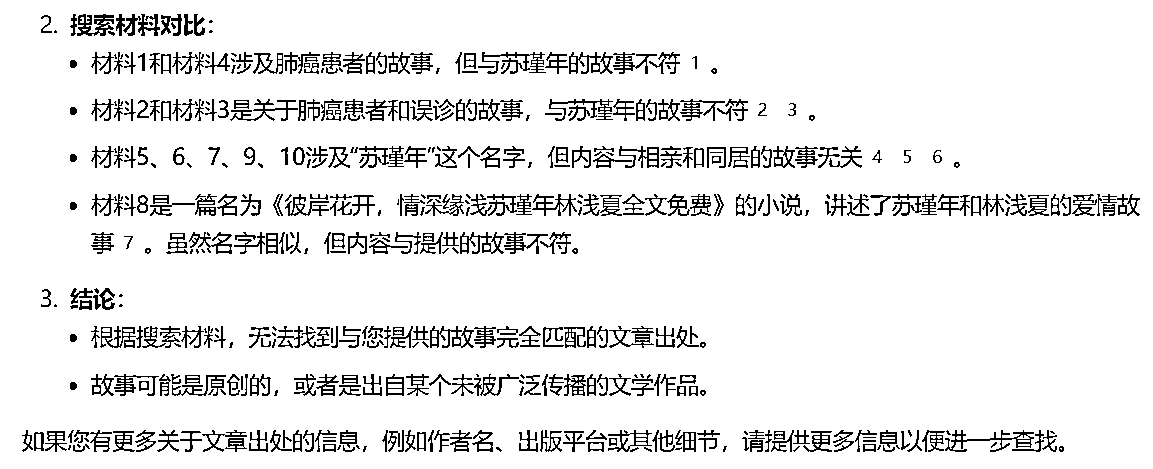 2. 搜索材料对比：
• 材料1和材料4涉及肺癌患者的故事，但与苏瑾年的故事不符 1 。
• 材料2和材料3是关于肺癌患者和误诊的故事，与苏瑾年的故事不符 2 3 。
• 材料5、6、7、9、10涉及“苏瑾年”这个名字，但内容与相亲和同居的故事无关 4 5 6 。
• 材料8是一篇名为《彼岸花开，情深缘浅苏瑾年林浅夏全文免费》的小说，讲述了苏瑾年和林浅夏的爱情故
事 7 。虽然名字相似，但内容与提供的故事不符。
3. 结论：
• 根据搜索材料，无法找到与您提供的故事完全匹配的文章出处。
• 故事可能是原创的，或者是出自某个未被广泛传播的文学作品。
如果您有更多关于文章出处的信息，例如作者名、出版平台或其他细节，请提供更多信息以便进一步查找。